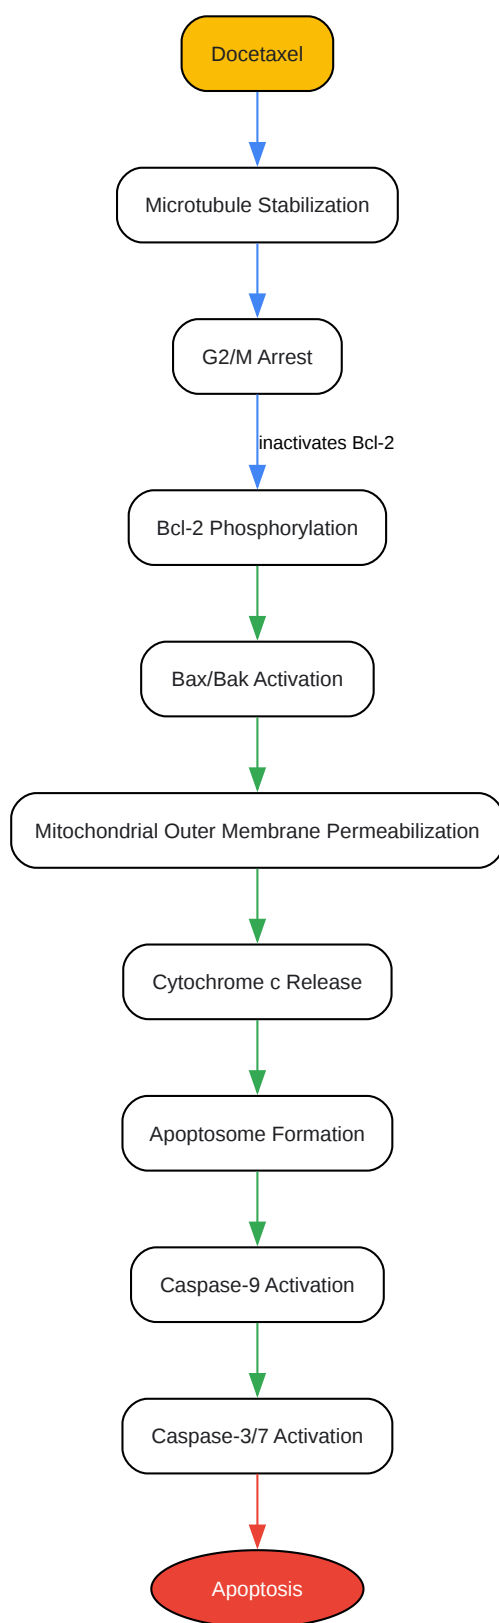 Docetaxel
Microtubule Stabilization
G2/M Arrest
inactivates Bcl-2
Bcl-2 Phosphorylation
Bax/Bak Activation
Mitochondrial Outer Membrane Permeabilization
Cytochrome c Release
Apoptosome Formation
Caspase-9 Activation
Caspase-3/7 Activation
Apoptosis